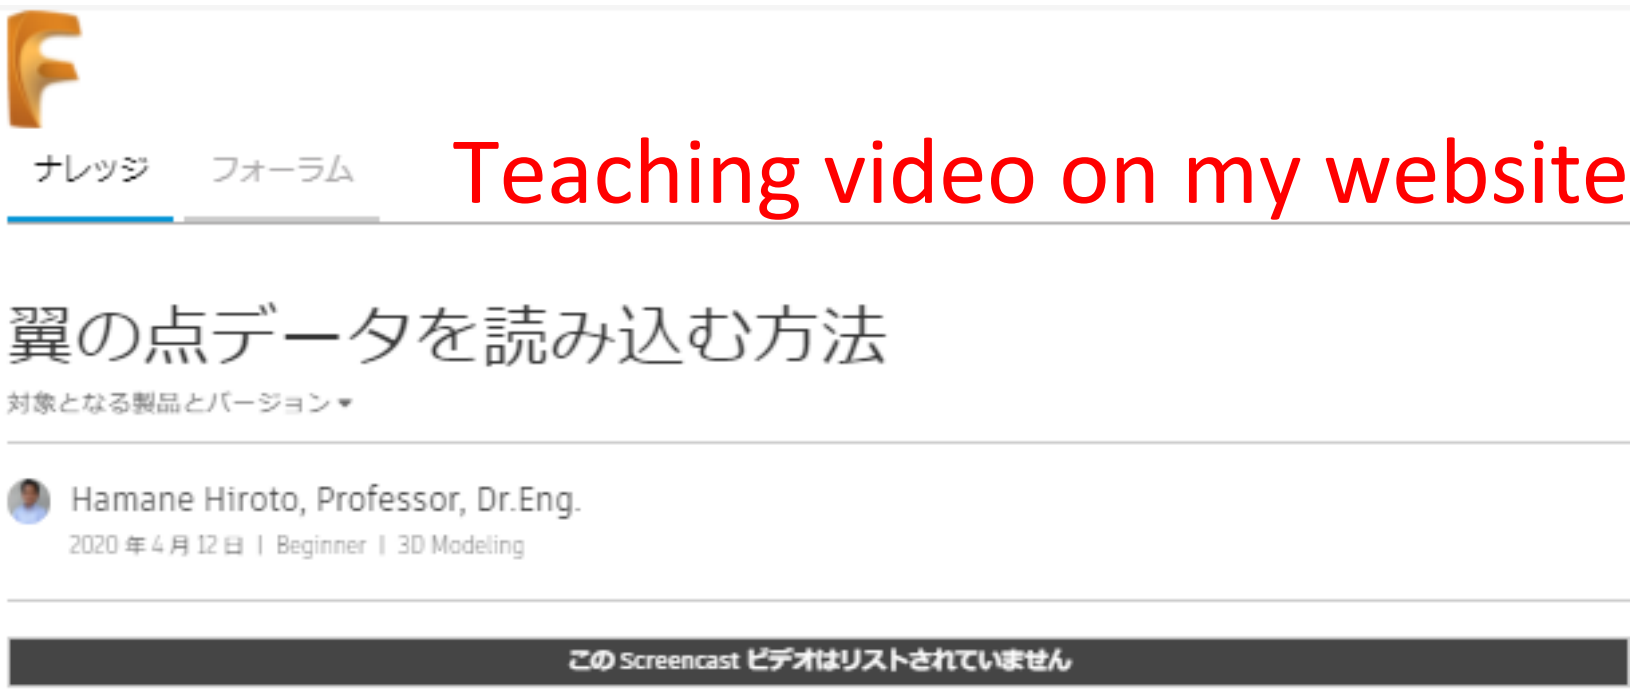 ナレッジ フォーラム Teaching video on my website
翼の点データを読み込む方法
対象となる製品とバージョン
Hamane Hiroto, Professor, Dr.Eng.
2020 年 4 月 12 日 | Beginner | 3D Modeling
この Screencast ビデオはリストされていません